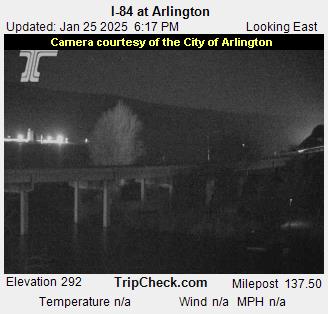 I-84 at Arlington
Updated: Jan 25 2025 6:17 PM Looking East
Camera courtesy of the City of Arlington
Elevation 292 TripCheck.com Milepost 137.50
Temperature n/a Wind n/a MPH n/a